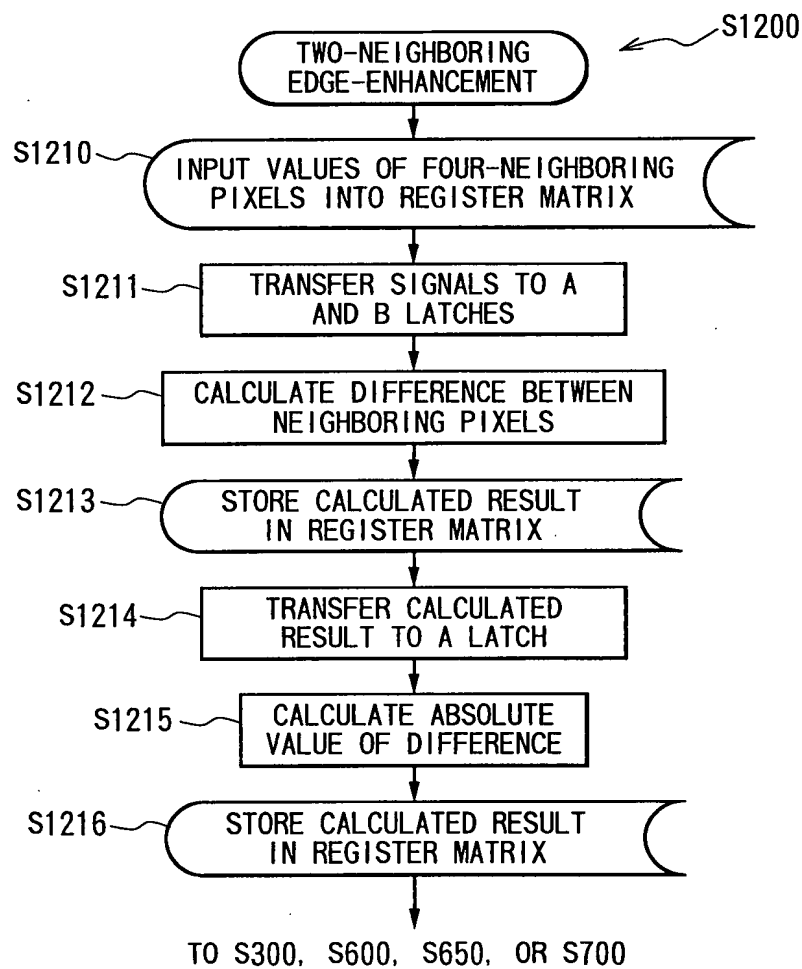 S1200
TWO-NEIGHBORING
EDGE-ENHANCEMENT
S1210
INPUT VALUES OF FOUR-NEIGHBORING
PIXELS INTO REGISTER MATRIX
S1211
TRANSFER SIGNALS TO A
AND B LATCHES
S1212
CALCULATE DIFFERENCE BETWEEN
NEIGHBORING PIXELS
S1213
STORE CALCULATED RESULT
IN REGISTER MATRIX
S1214
TRANSFER CALCULATED
RESULT TO A LATCH
S1215
CALCULATE ABSOLUTE
VALUE OF DIFFERENCE
S1216
STORE CALCULATED RESULT
IN REGISTER MATRIX
TO S300, S600, S650, OR S700